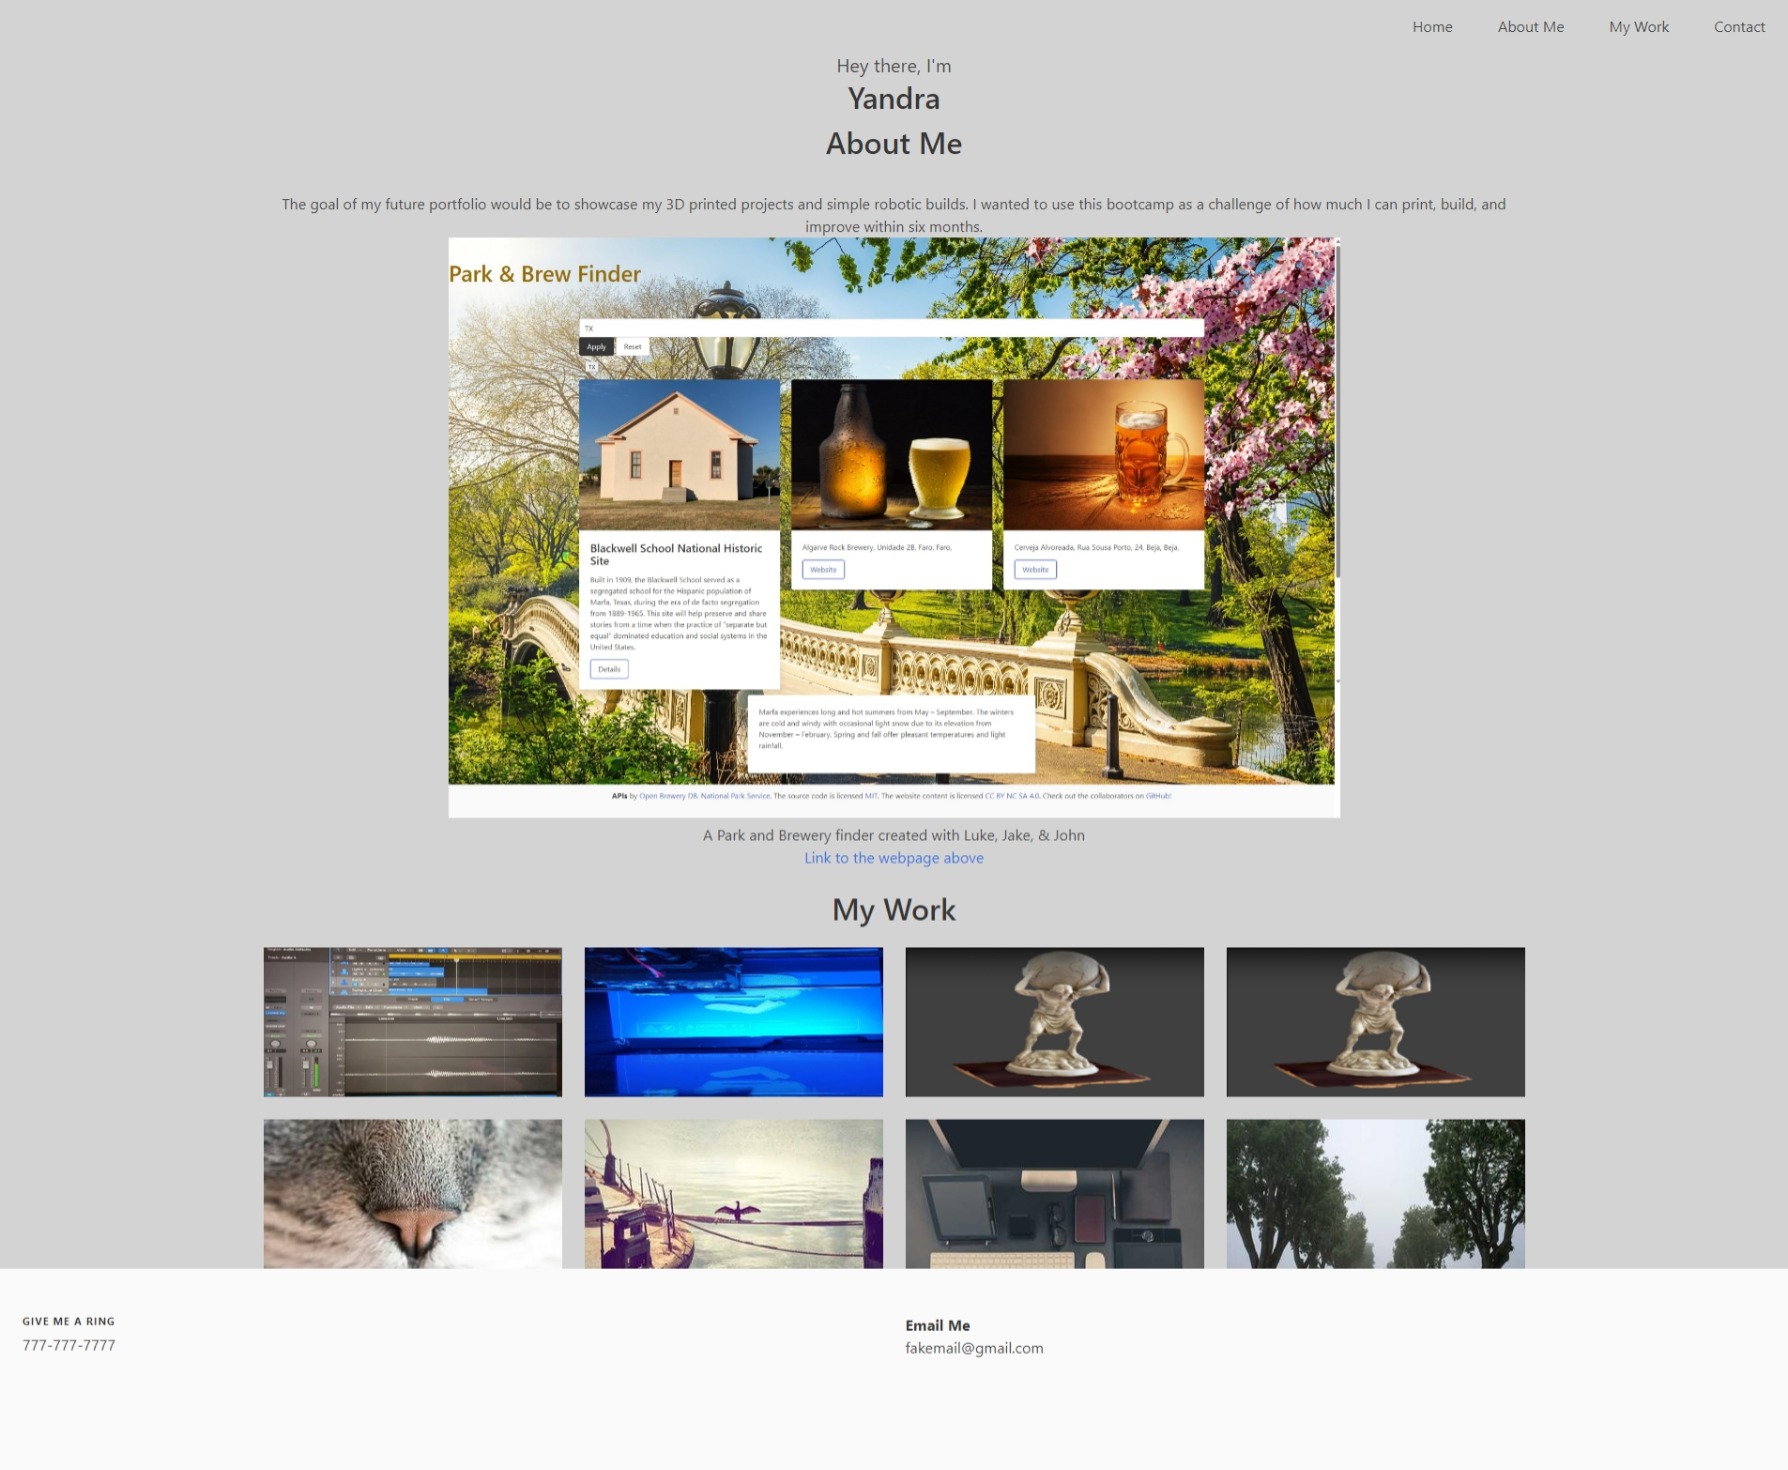 Home About Me My Work Contact
Hey there, I'm
Yandra
About Me
The goal of my future portfolio would be to showcase my 3D printed projects and simple robotic builds. I wanted to use this bootcamp as a challenge of how much I can print, build, and
improve within six months.
Park & Brew Finder
TX
Apply Reset
TX
Blackwell School National Historic
Site
Built in 1909, the Blackwell School served as a
segregated school for the Hispanic population of
Marfa, Texas, during the era of de facto segregation
from 1889-1965. This site will help preserve and share
stories from a time when the practice of "separate but
equal" dominated education and social systems in the
United States.
Details
Algarve Rock Brewery, Unidade 2B, Faro, Faro,
Website
Cerveja Alvoreada, Rua Sousa Porto, 24, Beja, Beja,
Website
Marfa experiences long and hot summers from May – September. The winters
are cold and windy with occasional light snow due to its elevation from
November – February. Spring and fall offer pleasant temperatures and light
rainfall.
APIs by Open Brewery DB. National Park Service. The source code is licensed MIT. The website content is licensed CC BY NC SA 4.0. Check out the collaborators on GitHub!
A Park and Brewery finder created with Luke, Jake, & John
Link to the webpage above
My Work
GIVE ME A RING
777-777-7777
Email Me
fakemail@gmail.com